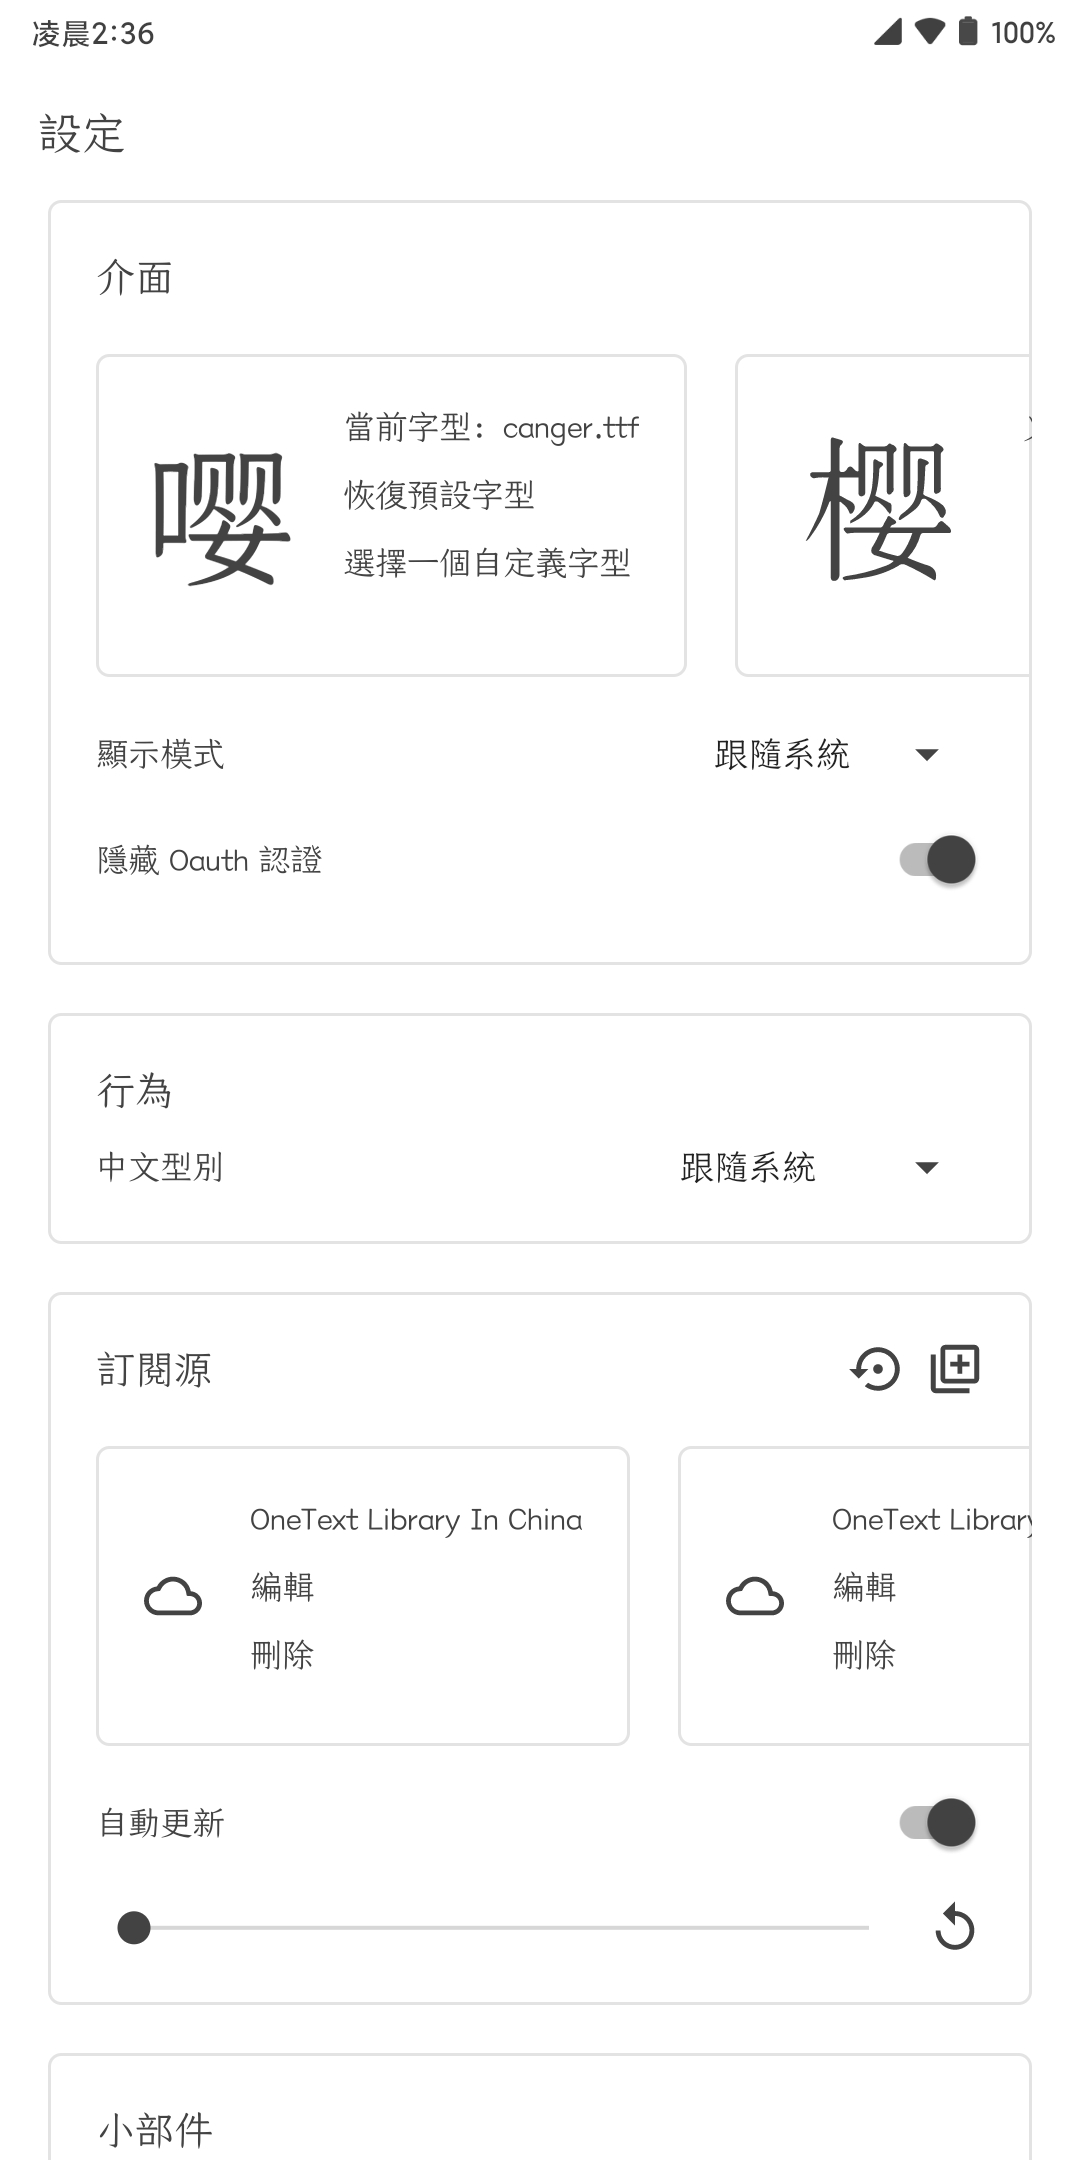 凌晨2:36
100%
設定
介面
嚶
當前字型: canger.ttf
恢復預設字型
選擇一個自定義字型
櫻
顯示模式
跟隨系統
隱藏 Oauth 認證
行為
中文型別
跟隨系統
訂閱源
OneText Library In China
編輯
刪除
OneText Library
編輯
刪除
自動更新
小部件